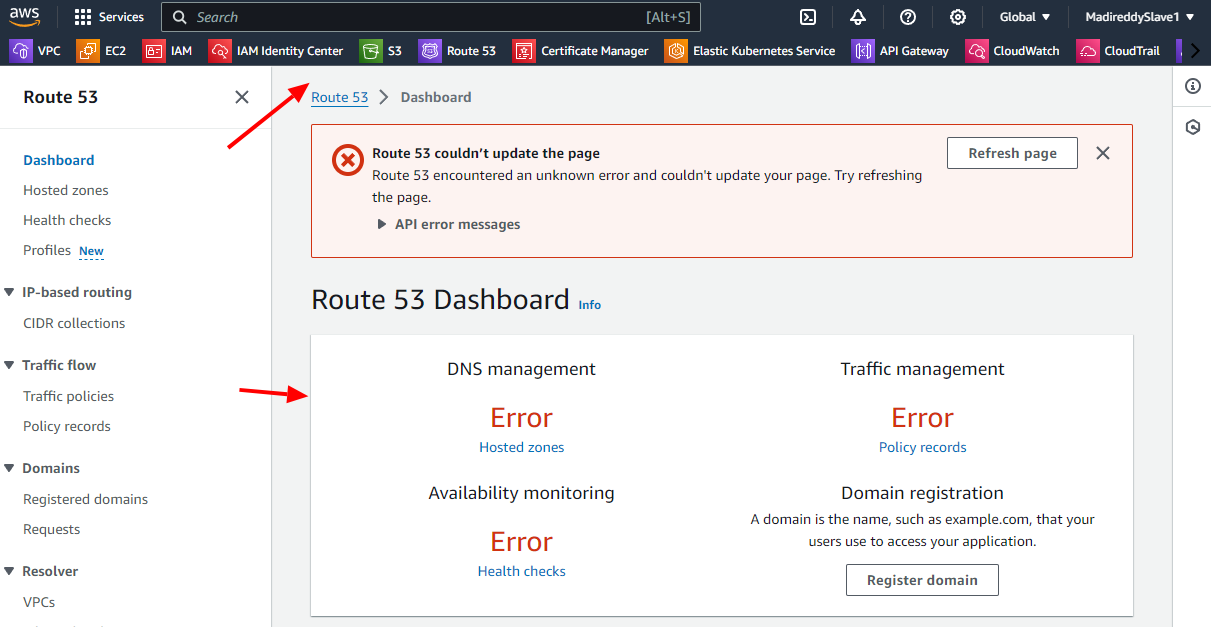 aws
Services
Search
[Alt+S]
Global
MadireddySlave1
VPC
EC2
IAM
IAM Identity Center
S3
Route 53
Certificate Manager
Elastic Kubernetes Service
API Gateway
CloudWatch
CloudTrail
Route 53
Dashboard
Hosted zones
Health checks
Profiles New
IP-based routing
CIDR collections
Traffic flow
Traffic policies
Policy records
Domains
Registered domains
Requests
Resolver
VPCs
Route 53 > Dashboard
Route 53 couldn’t update the page
Route 53 encountered an unknown error and couldn't update your page. Try refreshing
the page.
API error messages
Refresh page
Route 53 Dashboard Info
DNS management
Error
Hosted zones
Traffic management
Error
Policy records
Availability monitoring
Error
Health checks
Domain registration
A domain is the name, such as example.com, that your
users use to access your application.
Register domain